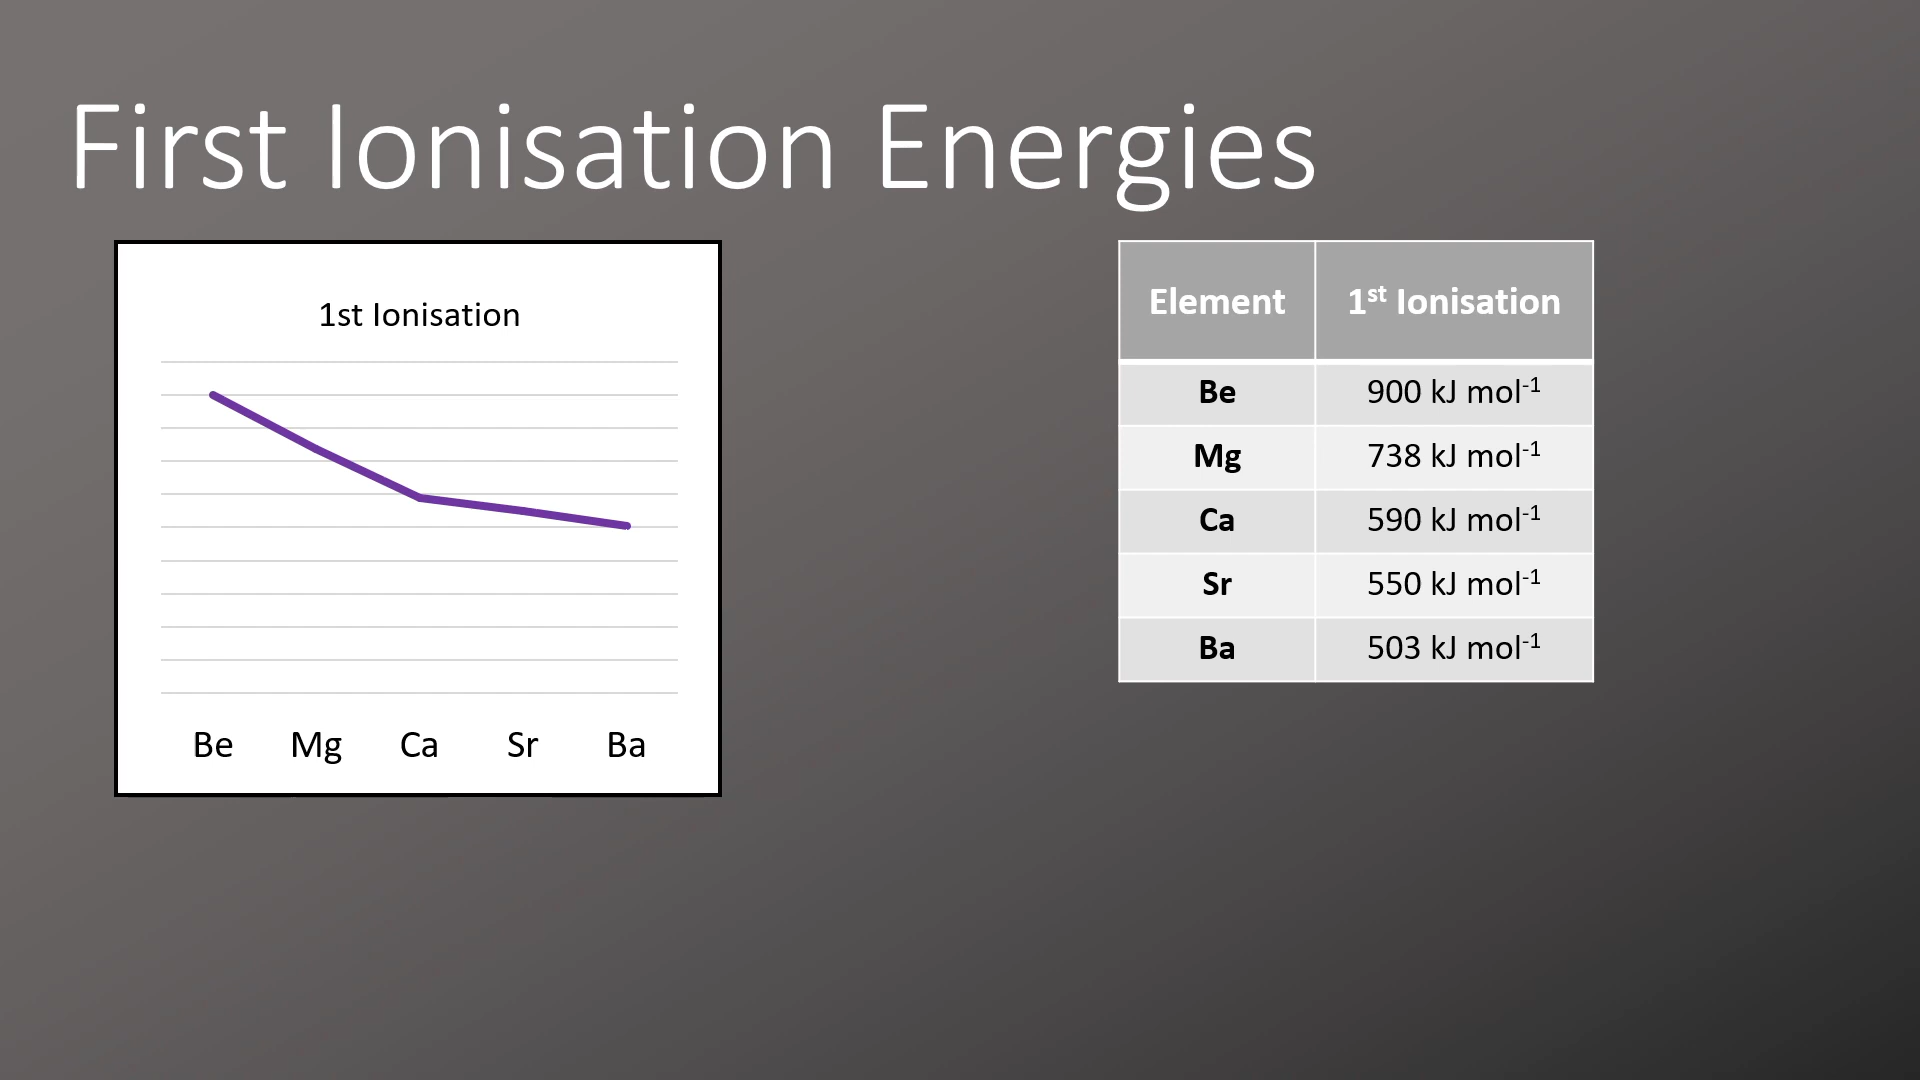 First Ionisation Energies
1st Ionisation
Be Mg Ca Sr Ba
Element 1st Ionisation
Be 900 kJ mol-1
Mg 738 kJ mol-1
Ca 590 kJ mol-1
Sr 550 kJ mol-1
Ba 503 kJ mol-1